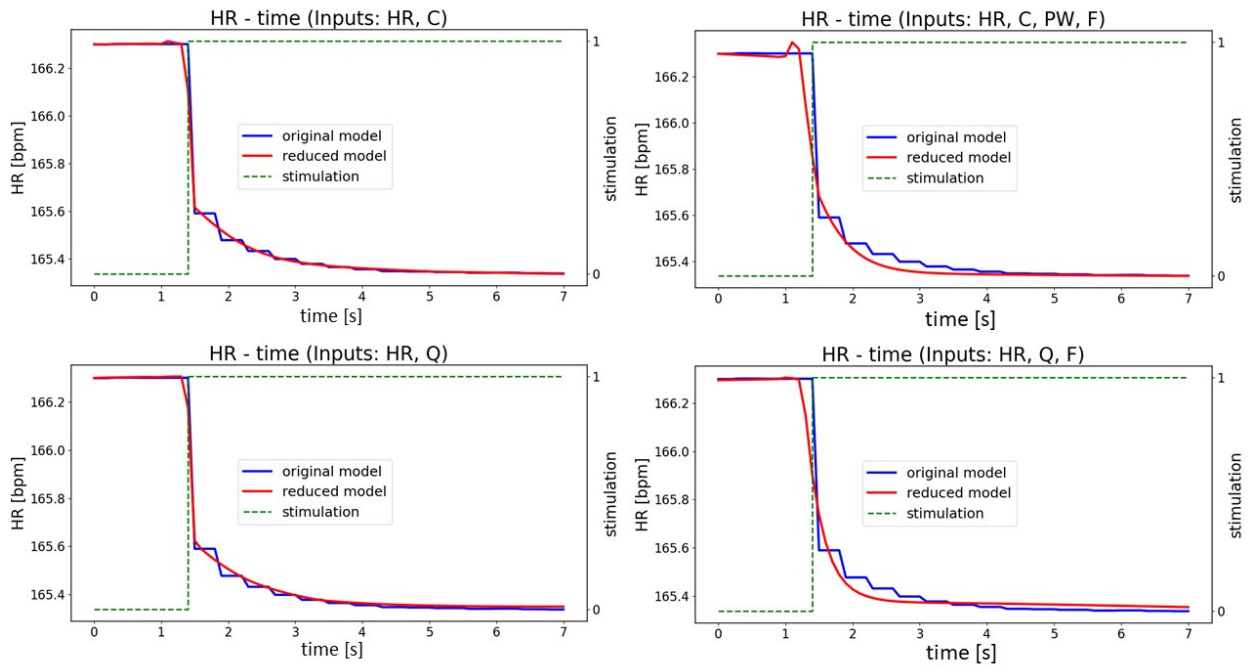 HR - time (Inputs: HR, C)
166.2
166.0
165.8
165.6
165.4
HR [bpm]
original model
reduced model
stimulation
1
0
stimulation
0 1 2 3 4 5 6 7
time [s]
HR - time (Inputs: HR, C, PW, F)
166.2
166.0
165.8
165.6
165.4
HR [bpm]
original model
reduced model
stimulation
1
0
stimulation
0 1 2 3 4 5 6 7
time [s]
HR - time (Inputs: HR, Q)
166.2
166.0
165.8
165.6
165.4
HR [bpm]
original model
reduced model
stimulation
1
0
stimulation
0 1 2 3 4 5 6 7
time [s]
HR - time (Inputs: HR, Q, F)
166.2
166.0
165.8
165.6
165.4
HR [bpm]
original model
reduced model
stimulation
1
0
stimulation
0 1 2 3 4 5 6 7
time [s]